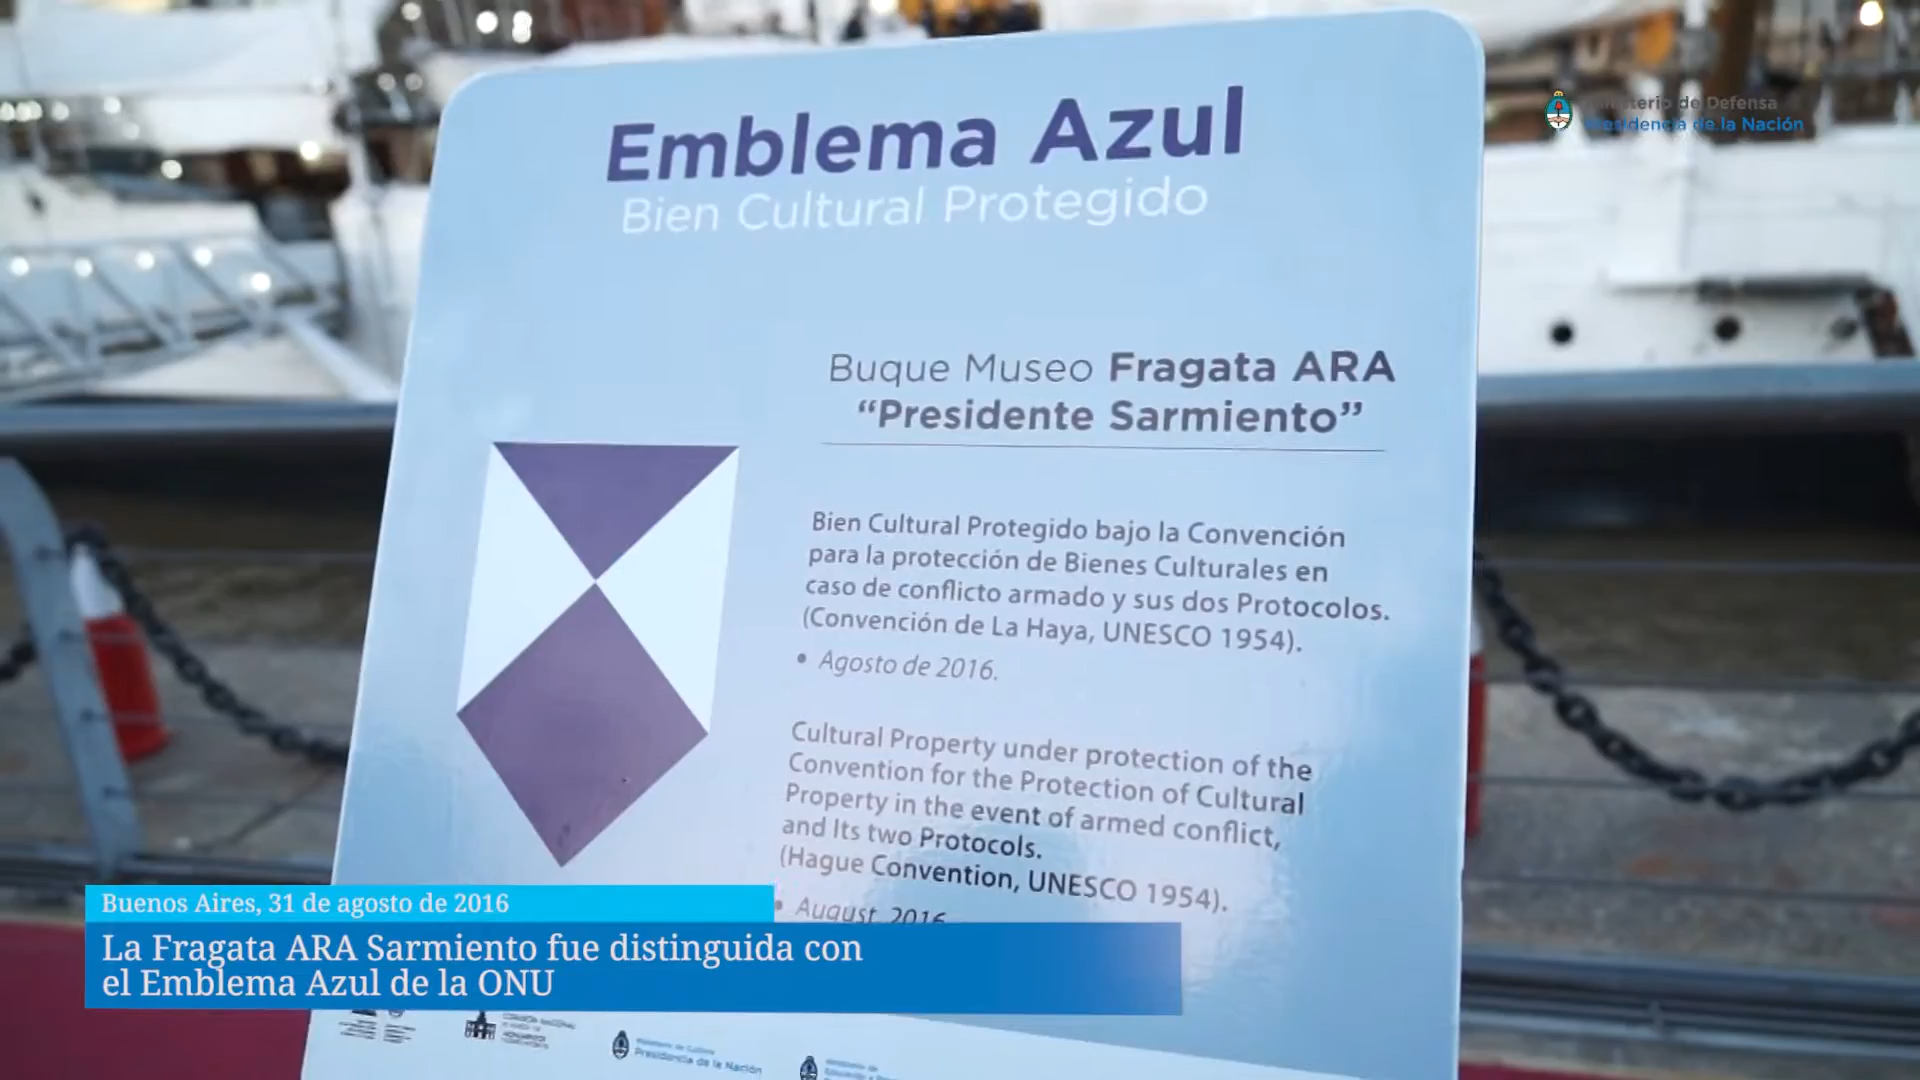 Emblema Azul
Bien Cultural Protegido
Ministerio de Defensa
Presidencia de la Nación
Buque Museo Fragata ARA
“Presidente Sarmiento”
Bien Cultural Protegido bajo la Convención
para la protección de Bienes Culturales en
caso de conflicto armado y sus dos Protocolos.
(Convención de La Haya, UNESCO 1954).
• Agosto de 2016.
Cultural Property under protection of the
Convention for the Protection of Cultural
Property in the event of armed conflict,
and Its two Protocols.
(Hague Convention, UNESCO 1954).
• August, 2016
Buenos Aires, 31 de agosto de 2016
La Fragata ARA Sarmiento fue distinguida con
el Emblema Azul de la ONU
Presidencia de la Nación